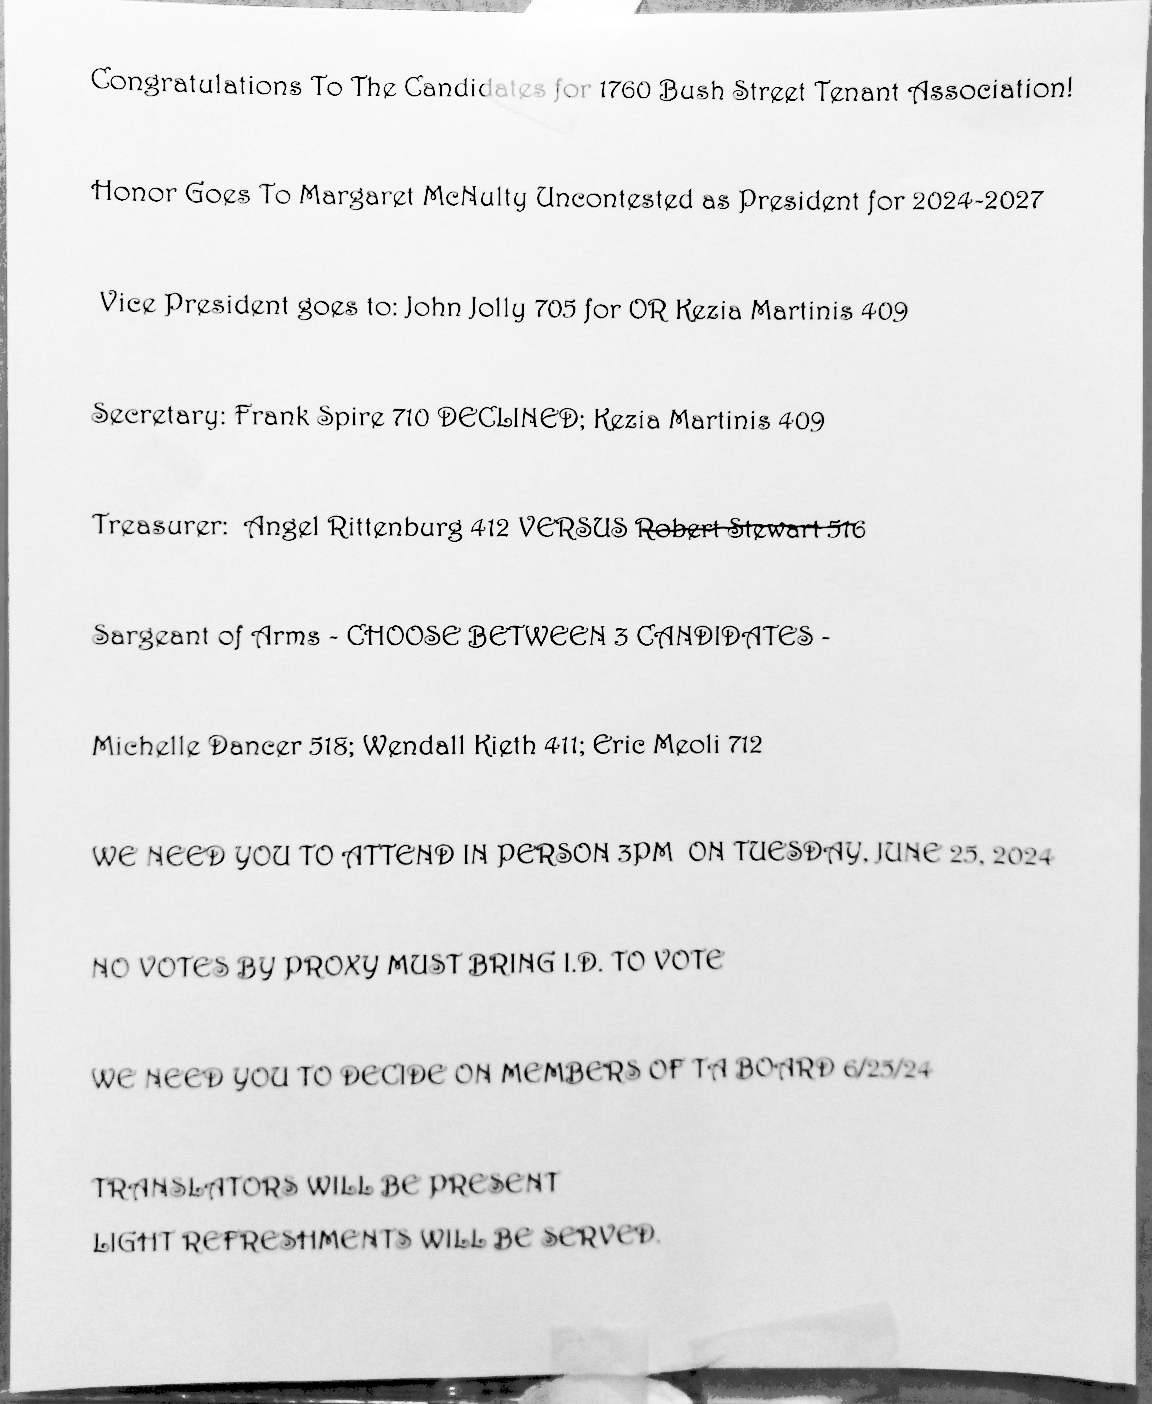 Congratulations To The Candidates for 1760 Bush Street Tenant Association!
Honor Goes To Margaret McNulty Uncontested as President for 2024-2027
Vice President goes to: John Jolly 705 for OR Kezia Martinis 409
Secretary: Frank Spire 710 DECLINED; Kezia Martinis 409
Treasurer: Angel Rittenburg 412 VERSUS Robert Stewart 516
Sargeant of Arms - CHOOSE BETWEEN 3 CANDIDATES -
Michelle Dancer 518; Wendall Kieth 411; Eric Meoli 712
WE NEED YOU TO ATTEND IN PERSON 3PM ON TUESDAY, JUNE 25, 2024
NO VOTES BY PROXY MUST BRING I.D. TO VOTE
WE NEED YOU TO DECIDE ON MEMBERS OF TA BOARD 6/25/24
TRANSLATORS WILL BE PRESENT
LIGHT REFRESHMENTS WILL BE SERVED.